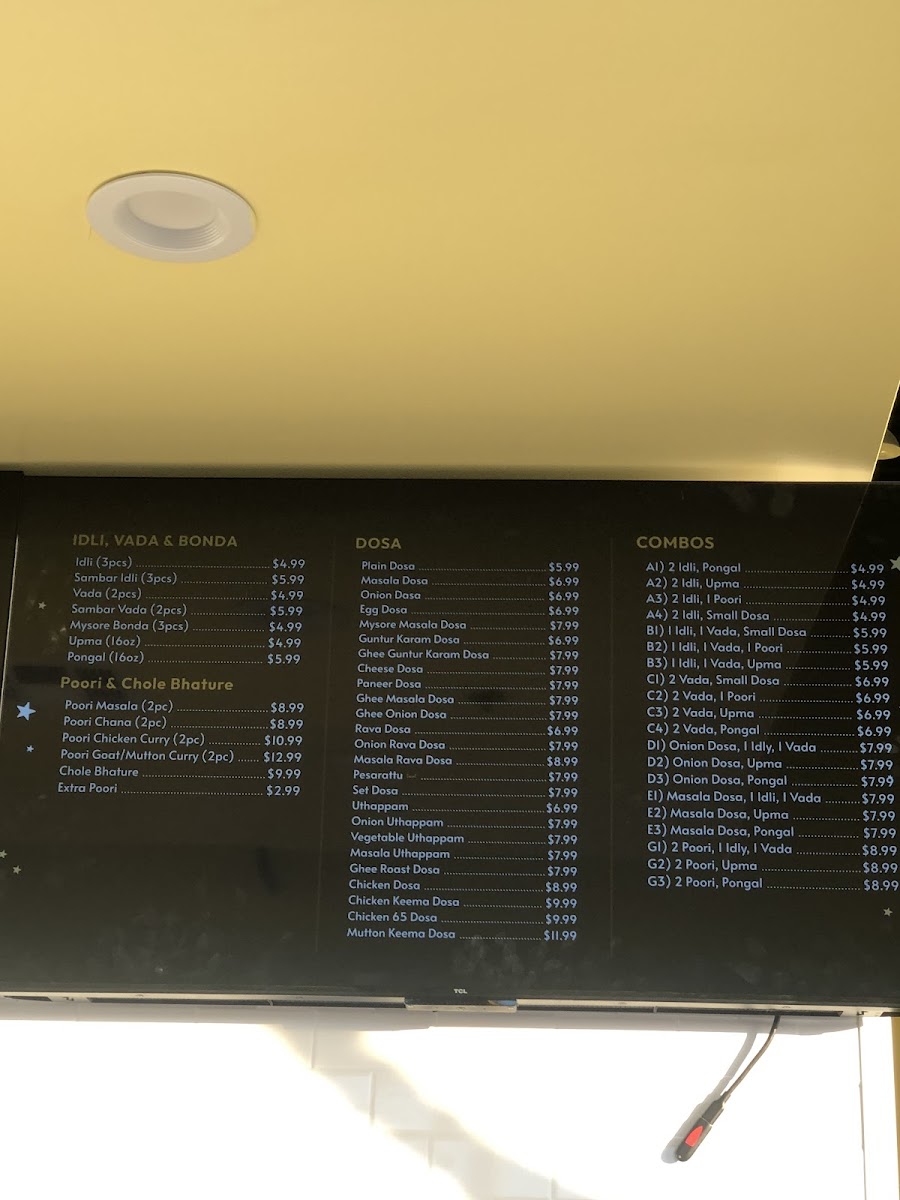 IDLI, VADA & BONDA
Idli (3pcs) $4.99
Sambar Idli (3pcs) $5.99
Vada (2pcs) $4.99
Sambar Vada (2pcs) $5.99
Mysore Bonda (3pcs) $4.99
Upma (16oz) $4.99
Pongal (16oz) $5.99
Poori & Chole Bhature
Poori Masala (2pc) $8.99
Poori Chana (2pc) $8.99
Poori Chicken Curry (2pc) $10.99
Poori Goat/Mutton Curry (2pc) $12.99
Chole Bhature $9.99
Extra Poori $2.99
DOSA
Plain Dosa $5.99
Masala Dosa $6.99
Onion Dosa $6.99
Egg Dosa $6.99
Mysore Masala Dosa $7.99
Guntur Karam Dosa $6.99
Ghee Guntur Karam Dosa $7.99
Cheese Dosa $7.99
Paneer Dosa $7.99
Ghee Masala Dosa $7.99
Ghee Onion Dosa $7.99
Rava Dosa $6.99
Onion Rava Dosa $7.99
Masala Rava Dosa $8.99
Pesarattu $7.99
Set Dosa $7.99
Uthappam $6.99
Onion Uthappam $7.99
Vegetable Uthappam $7.99
Masala Uthappam $7.99
Ghee Roast Dosa $7.99
Chicken Dosa $8.99
Chicken Keema Dosa $9.99
Chicken 65 Dosa $9.99
Mutton Keema Dosa $11.99
COMBOS
A1) 2 Idli, Pongal $4.99
A2) 2 Idli, Upma $4.99
A3) 2 Idli, 1 Poori $4.99
A4) 2 Idli, Small Dosa $4.99
B1) 1 Idli, 1 Vada, Small Dosa $5.99
B2) 1 Idli, 1 Vada, 1 Poori $5.99
B3) 1 Idli, 1 Vada, Upma $5.99
C1) 2 Vada, Small Dosa $6.99
C2) 2 Vada, 1 Poori $6.99
C3) 2 Vada, Upma $6.99
C4) 2 Vada, Pongal $6.99
D1) Onion Dosa, 1 Idly, 1 Vada $7.99
D2) Onion Dosa, Upma $7.99
D3) Onion Dosa, Pongal $7.99
E1) Masala Dosa, 1 Idli, 1 Vada $7.99
E2) Masala Dosa, Upma $7.99
E3) Masala Dosa, Pongal $7.99
G1) 2 Poori, 1 Idly, 1 Vada $8.99
G2) 2 Poori, Upma $8.99
G3) 2 Poori, Pongal $8.99
TCL